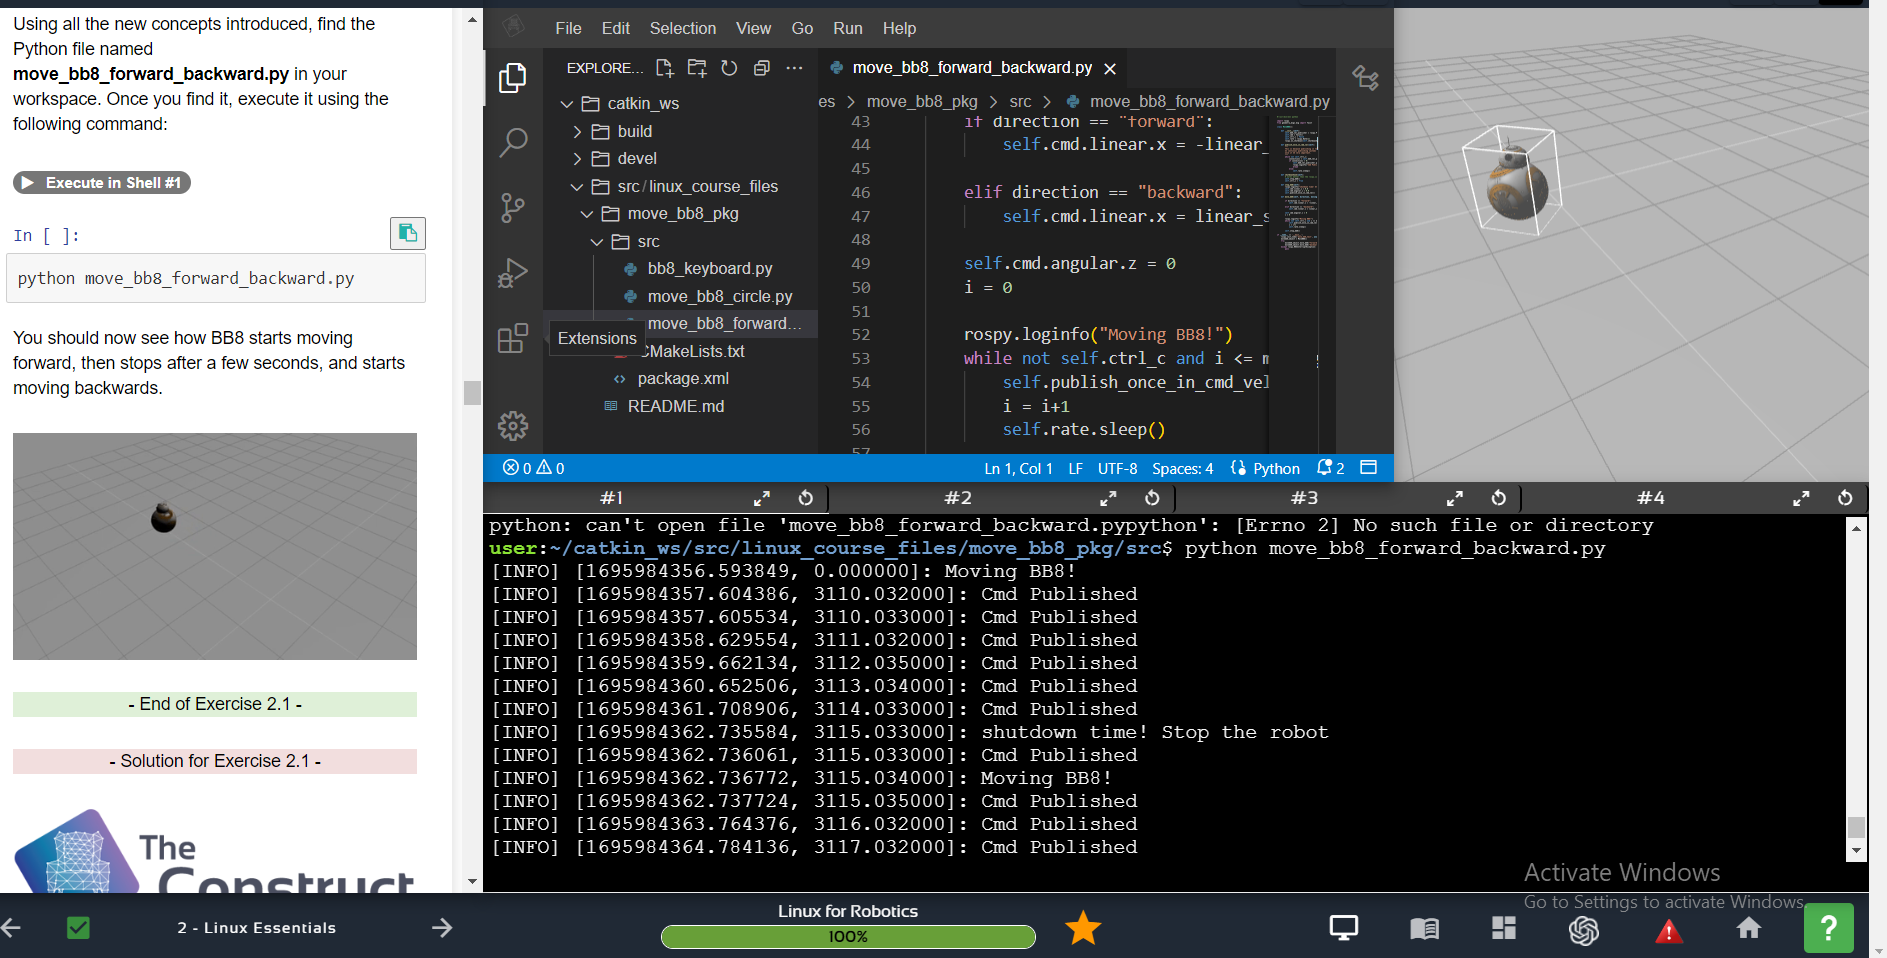 Using all the new concepts introduced, find the
Python file named
move_bb8_forward_backward.py in your
workspace. Once you find it, execute it using the
following command:
Execute in Shell #1
In [ ]:
python move_bb8_forward_backward.py
You should now see how BB8 starts moving
forward, then stops after a few seconds, and starts
moving backwards.
- End of Exercise 2.1 -
- Solution for Exercise 2.1 -
The
Construct
File Edit Selection View Go Run Help
EXPLORE...
catkin_ws
build
devel
src/linux_course_files
move_bb8_pkg
src
bb8_keyboard.py
move_bb8_circle.py
move_bb8_forward...
Extensions
CMakeLists.txt
package.xml
README.md
move_bb8_forward_backward.py
es > move_bb8_pkg > src > move_bb8_forward_backward.py
43 if direction == "forward":
44 self.cmd.linear.x = -linear_
45
46 elif direction == "backward":
47 self.cmd.linear.x = linear_s
48
49 self.cmd.angular.z = 0
50 i = 0
51
52 rospy.loginfo("Moving BB8!")
53 while not self.ctrl_c and i <= m
54 self.publish_once_in_cmd_vel
55 i = i+1
56 self.rate.sleep()
57
0 0 Ln 1, Col 1 LF UTF-8 Spaces: 4 Python 2
#1 #2 #3 #4
python: can't open file 'move_bb8_forward_backward.pypython': [Errno 2] No such file or directory
user:~/catkin_ws/src/linux_course_files/move_bb8_pkg/src$ python move_bb8_forward_backward.py
[INFO] [1695984356.593849, 0.000000]: Moving BB8!
[INFO] [1695984357.604386, 3110.032000]: Cmd Published
[INFO] [1695984357.605534, 3110.033000]: Cmd Published
[INFO] [1695984358.629554, 3111.032000]: Cmd Published
[INFO] [1695984359.662134, 3112.035000]: Cmd Published
[INFO] [1695984360.652506, 3113.034000]: Cmd Published
[INFO] [1695984361.708906, 3114.033000]: Cmd Published
[INFO] [1695984362.735584, 3115.033000]: shutdown time! Stop the robot
[INFO] [1695984362.736061, 3115.033000]: Cmd Published
[INFO] [1695984362.736772, 3115.034000]: Moving BB8!
[INFO] [1695984362.737724, 3115.035000]: Cmd Published
[INFO] [1695984363.764376, 3116.032000]: Cmd Published
[INFO] [1695984364.784136, 3117.032000]: Cmd Published
Activate Windows
Go to Settings to activate Windows.
2 - Linux Essentials
Linux for Robotics
100%
?